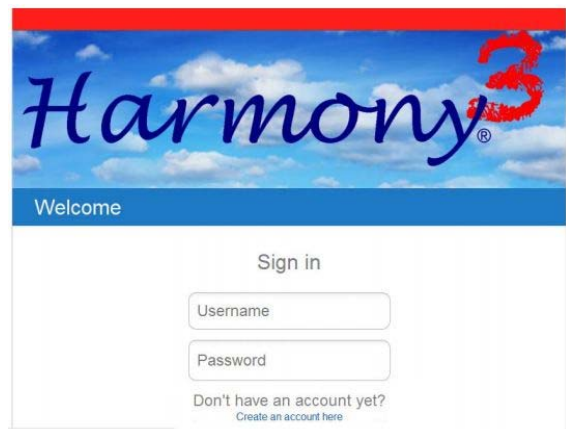 Harmony®3
Welcome
Sign in
Username
Password
Don't have an account yet?
Create an account here